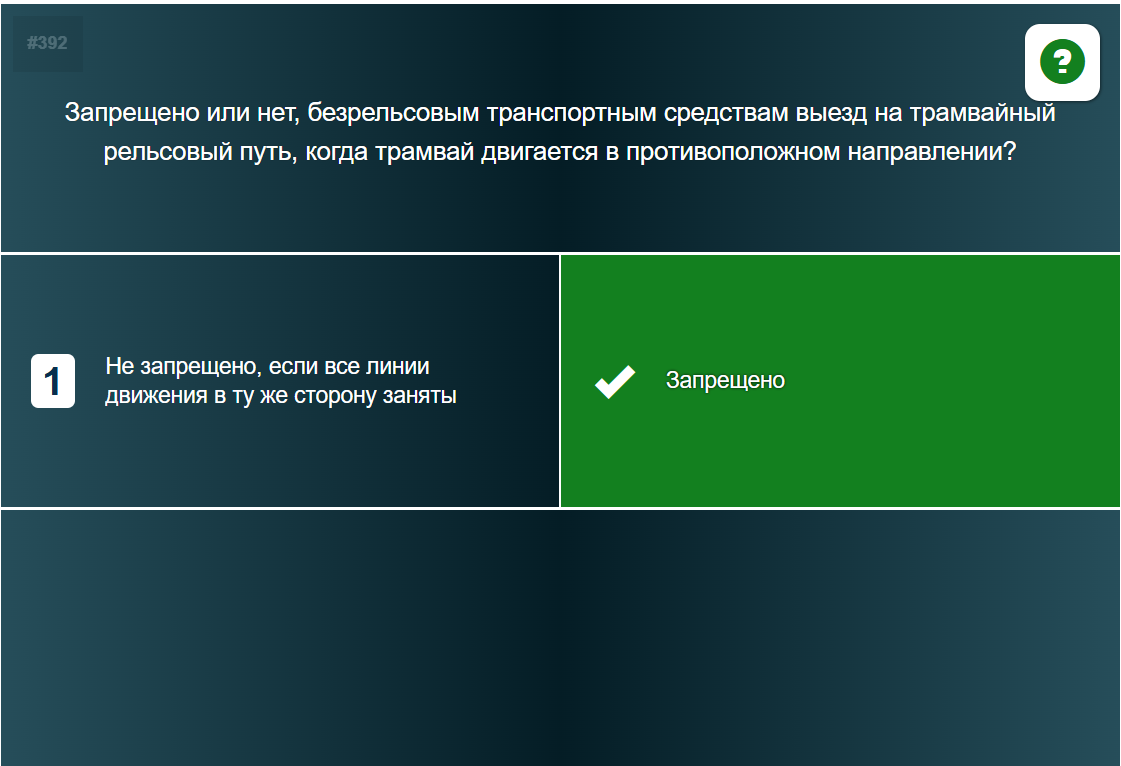 #392
?
Запрещено или нет, безрельсовым транспортным средствам выезд на трамвайный
рельсовый путь, когда трамвай двигается в противоположном направлении?
1
Не запрещено, если все линии
движения в ту же сторону заняты
Запрещено